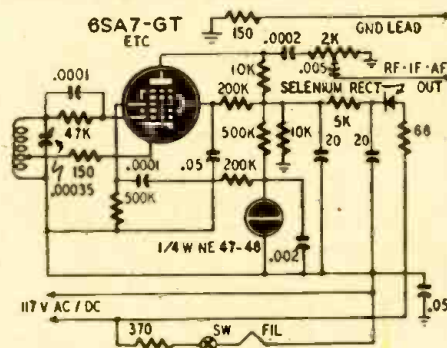 6SA7-GT
ETC
150
GND LEAD
.0002
2K
.0001
10K
.005
RF-IF-AF
OUT
SELENIUM RECT
200K
47K
500K
10K
5K
68
20
20
150
.0001
.05
200K
.00035
500K
1/4 W NE 47-48
.002
117 V AC / DC
.05
370
SW
FIL